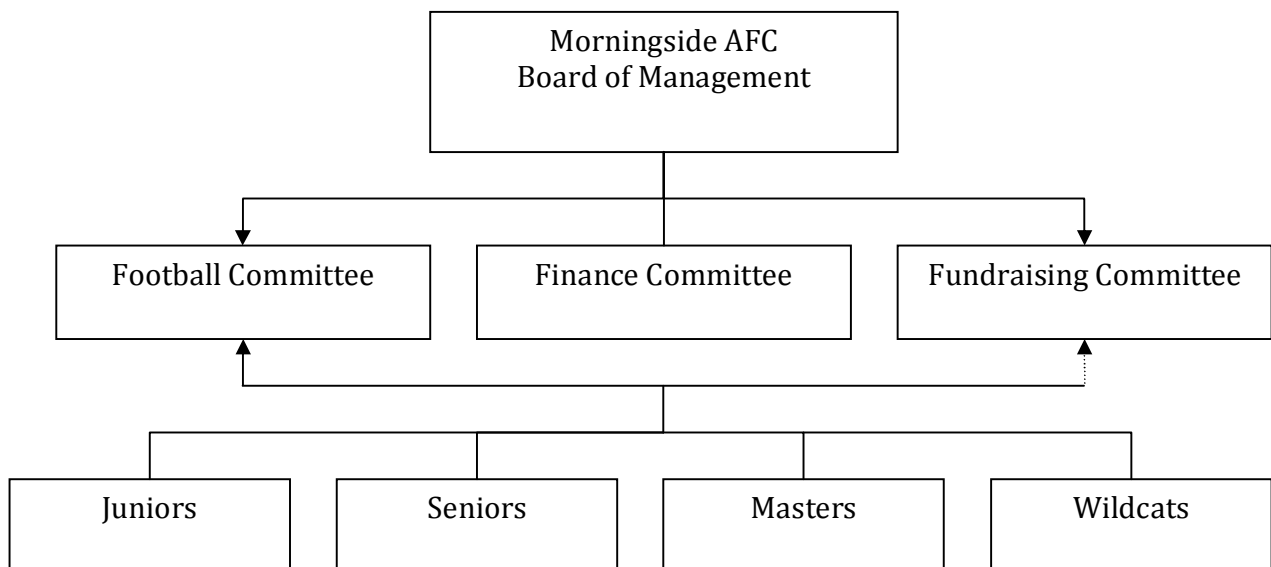 Morningside AFC
Board of Management
Football Committee
Finance Committee
Fundraising Committee
Juniors
Seniors
Masters
Wildcats